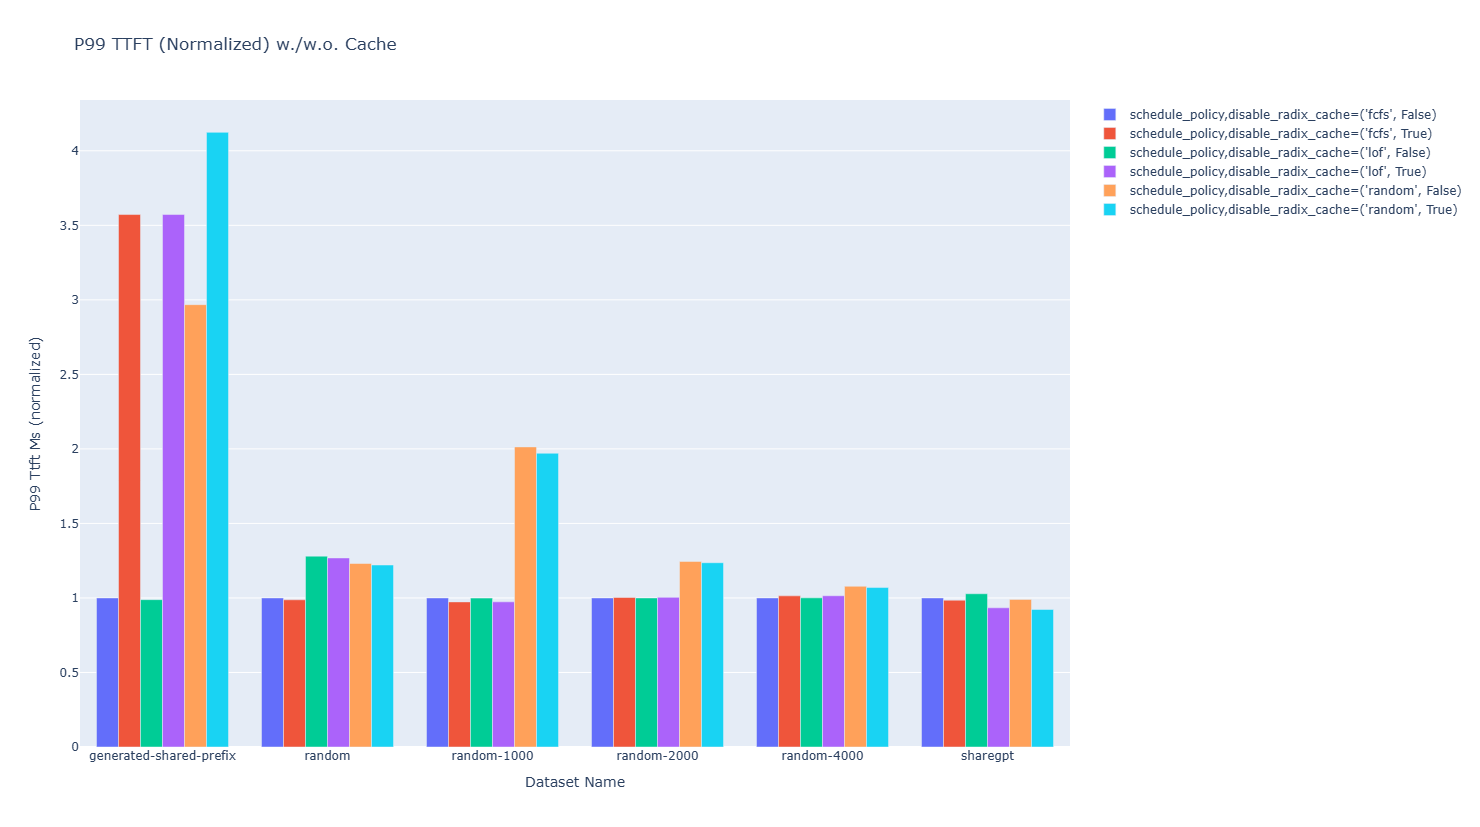 P99 TTFT (Normalized) w./w.o. Cache
schedule_policy,disable_radix_cache=('fcfs', False)
schedule_policy,disable_radix_cache=('fcfs', True)
schedule_policy,disable_radix_cache=('lof', False)
schedule_policy,disable_radix_cache=('lof', True)
schedule_policy,disable_radix_cache=('random', False)
schedule_policy,disable_radix_cache=('random', True)
P99 Ttft Ms (normalized)
4
3.5
3
2.5
2
1.5
1
0.5
0
generated-shared-prefix
random
random-1000
random-2000
random-4000
sharegpt
Dataset Name